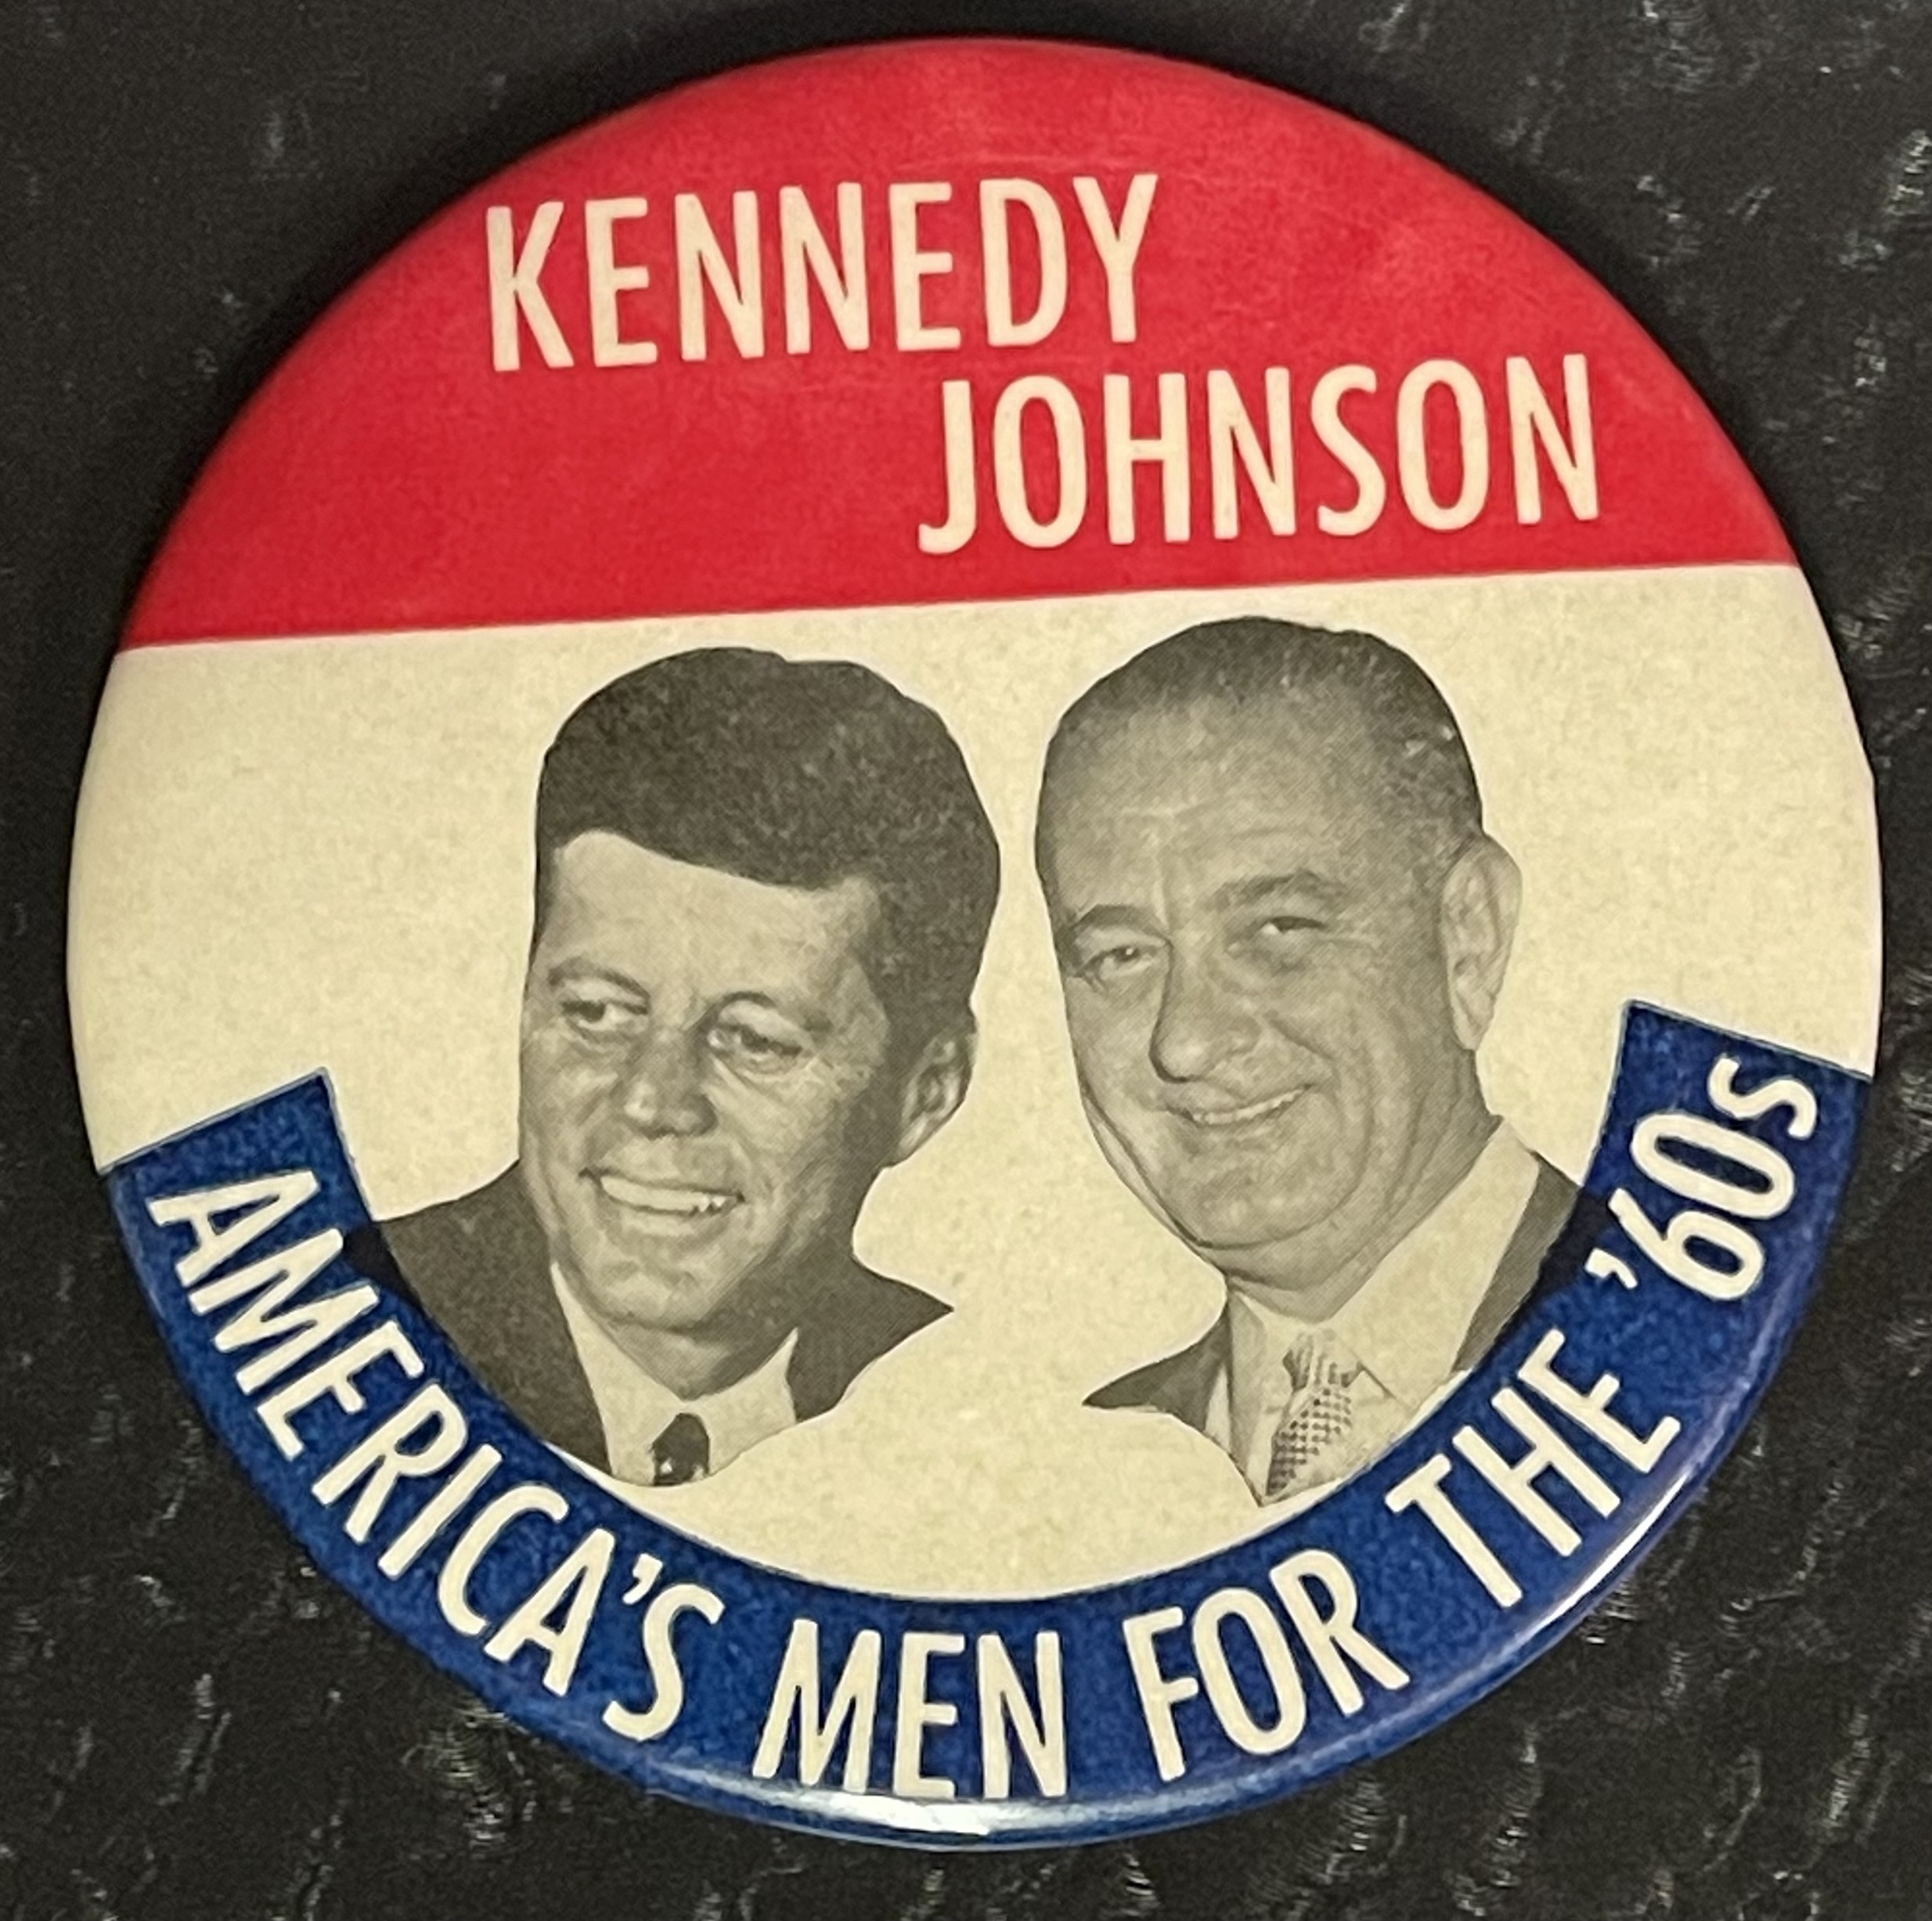 KENNEDY
JOHNSON
AMERICA'S MEN FOR THE '60s